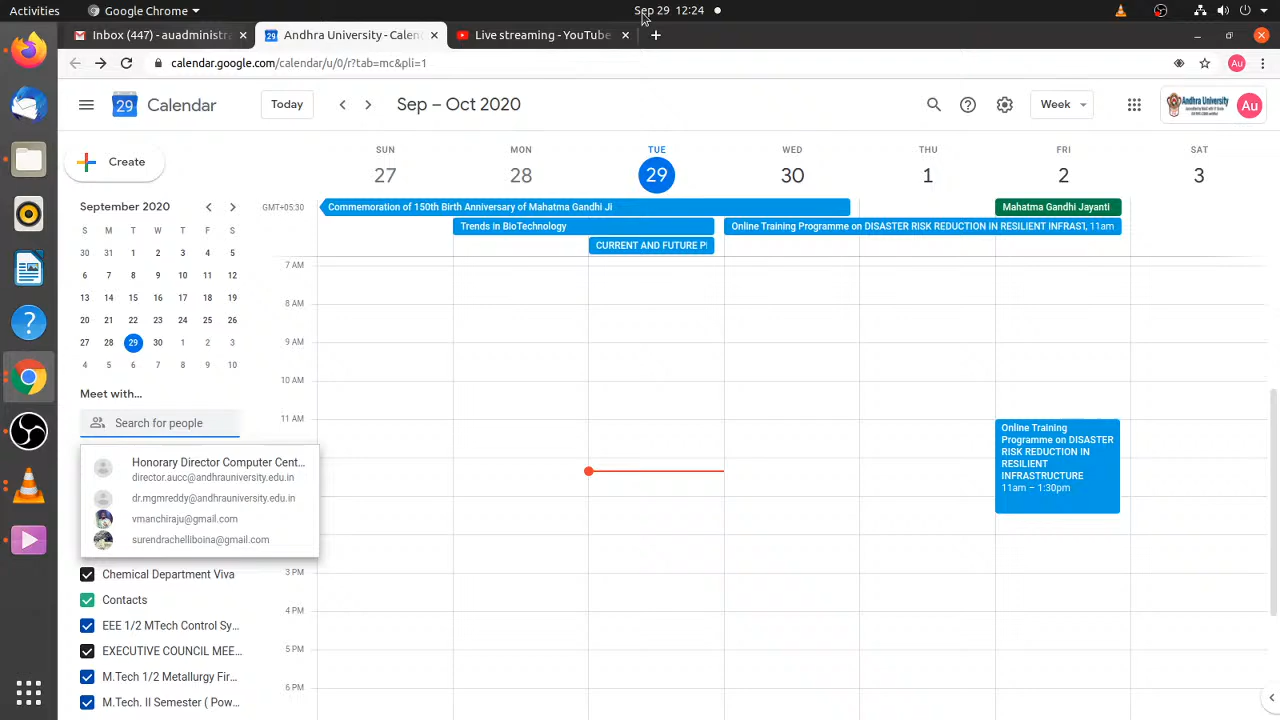 Activities
Google Chrome
Sep 29 12:24
Inbox (447) - auadministra
Andhra University - Calen
Live streaming - YouTube
calendar.google.com/calendar/u/0/r?tab=mc&pli=1
Au
29
Calendar
Today
Sep – Oct 2020
Week
Andhra University
Au
Create
SUN
MON
TUE
WED
THU
FRI
SAT
27
28
29
30
1
2
3
September 2020
GMT+05:30
Commemoration of 150th Birth Anniversary of Mahatma Gandhi Ji
Mahatma Gandhi Jayanti
Trends in BioTechnology
Online Training Programme on DISASTER RISK REDUCTION IN RESILIENT INFRAST, 11am
CURRENT AND FUTURE P
S M T W T F S
30 31 1 2 3 4 5
6 7 8 9 10 11 12
13 14 15 16 17 18 19
20 21 22 23 24 25 26
27 28 29 30 1 2 3
4 5 6 7 8 9 10
Meet with...
Search for people
Honorary Director Computer Cent...
director.aucc@andhrauniversity.edu.in
dr.mgmreddy@andhrauniversity.edu.in
vmanchiraju@gmail.com
surendrachelliboina@gmail.com
Chemical Department Viva
Contacts
EEE 1/2 MTech Control Sy...
EXECUTIVE COUNCIL MEE...
M.Tech 1/2 Metallurgy Fir...
M.Tech. II Semester ( Pow...
7 AM
8 AM
9 AM
10 AM
11 AM
3 PM
4 PM
5 PM
6 PM
Online Training
Programme on DISASTER
RISK REDUCTION IN
RESILIENT
INFRASTRUCTURE
11am – 1:30pm